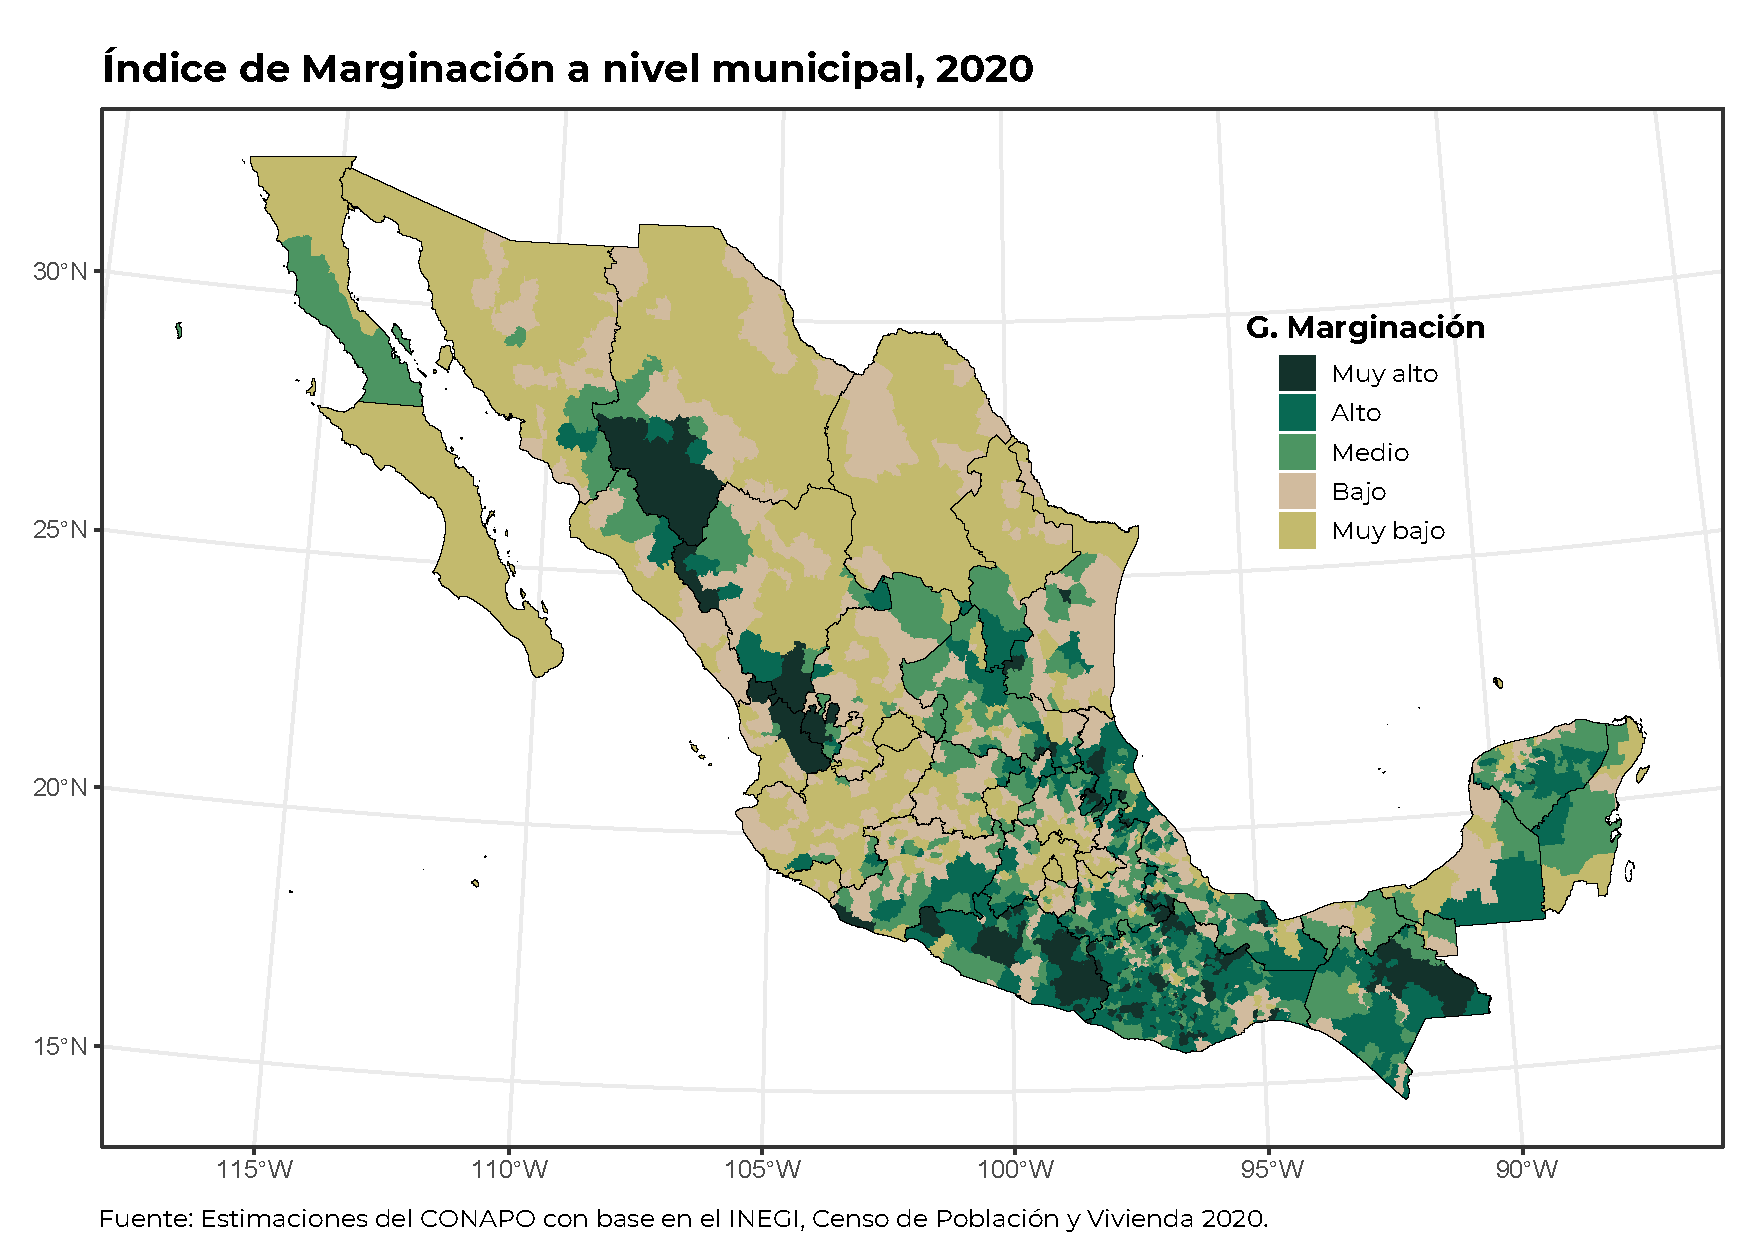 Índice de Marginación a nivel municipal, 2020
30°N
25°N
20°N
15°N
G. Marginación
Muy alto
Alto
Medio
Bajo
Muy bajo
115°W
110°W
105°W
100°W
95°W
90°W
Fuente: Estimaciones del CONAPO con base en el INEGI, Censo de Población y Vivienda 2020.